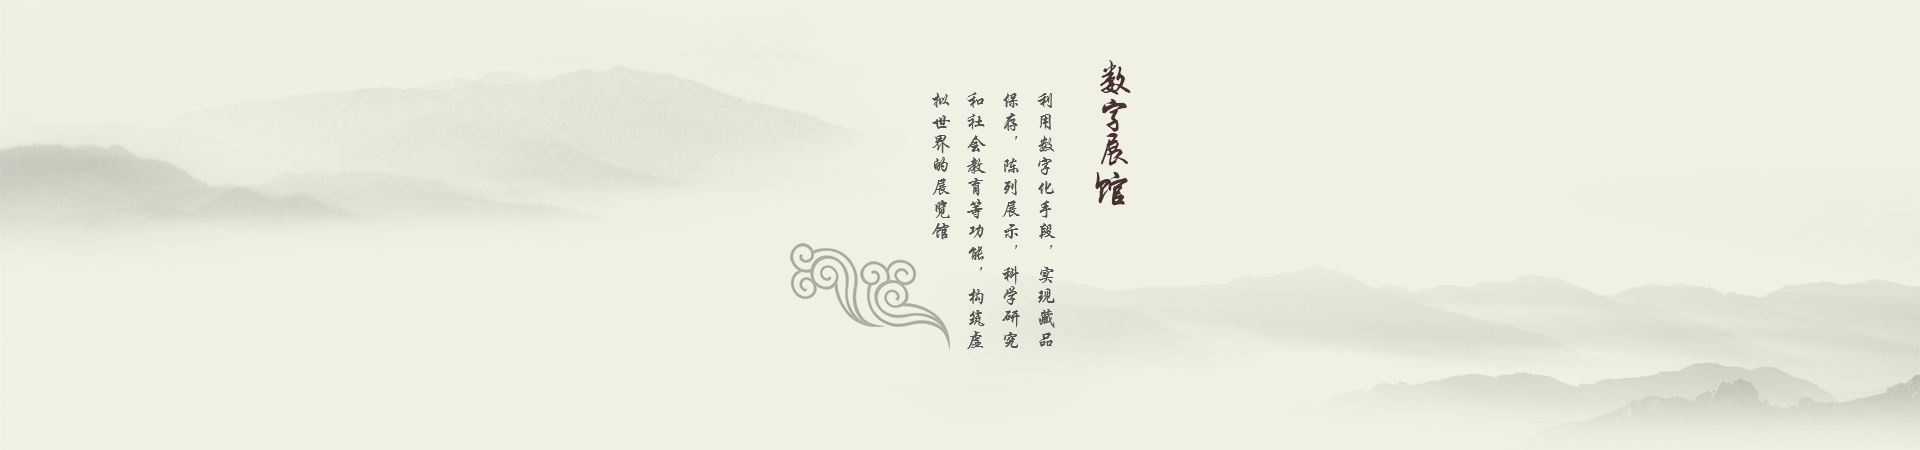 数字展馆
利用数字化手段，实现藏品
保存，陈列展示，科学研究
和社会教育等功能，构筑虚
拟世界的展览馆